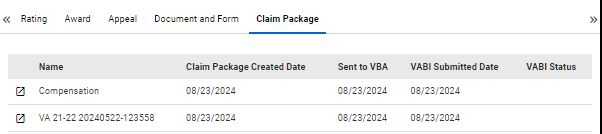 « Rating Award Appeal Document and Form Claim Package »
Name Claim Package Created Date Sent to VBA VABI Submitted Date VABI Status
Compensation 08/23/2024 08/23/2024 08/23/2024
VA 21-22 20240522-123558 08/23/2024 08/23/2024 08/23/2024